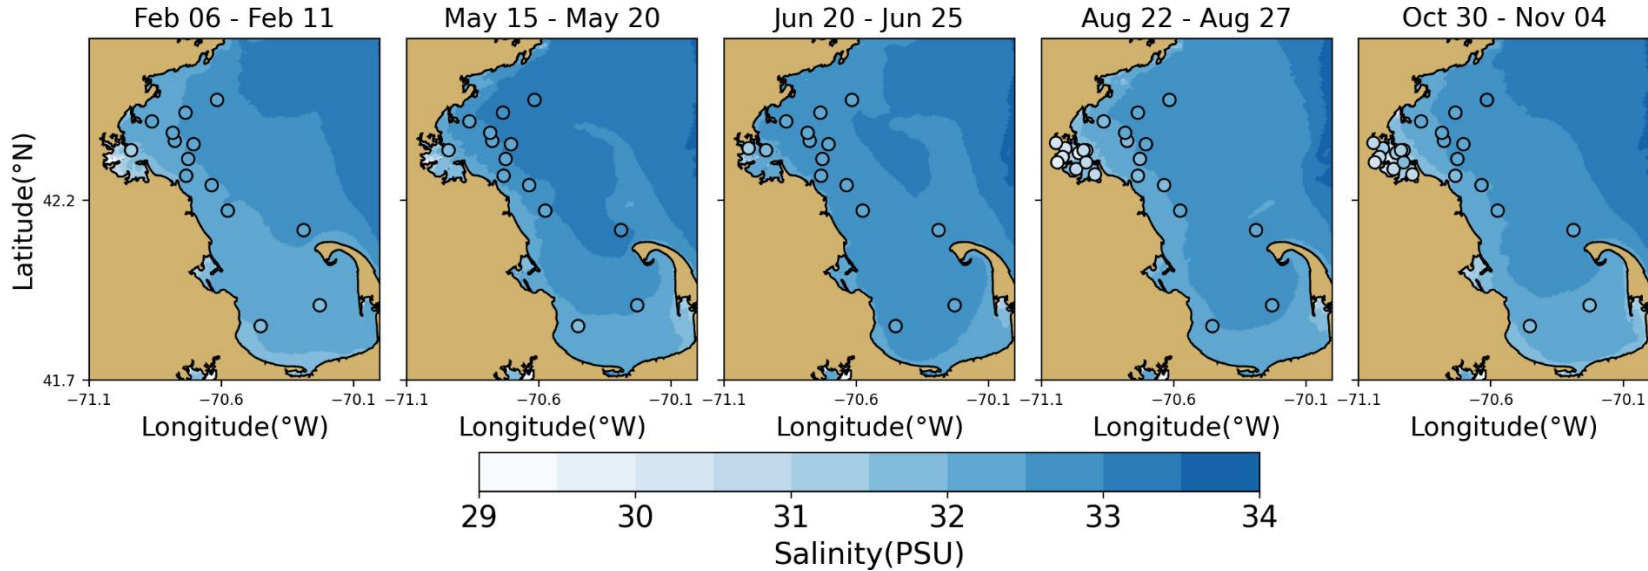 Feb 06 - Feb 11
May 15 - May 20
Jun 20 - Jun 25
Aug 22 - Aug 27
Oct 30 - Nov 04
Latitude(°N)
42.2
41.7
−71.1 −70.6 −70.1
−71.1 −70.6 −70.1
−71.1 −70.6 −70.1
−71.1 −70.6 −70.1
−71.1 −70.6 −70.1
Longitude(°W)
Longitude(°W)
Longitude(°W)
Longitude(°W)
Longitude(°W)
29 30 31 32 33 34
Salinity(PSU)